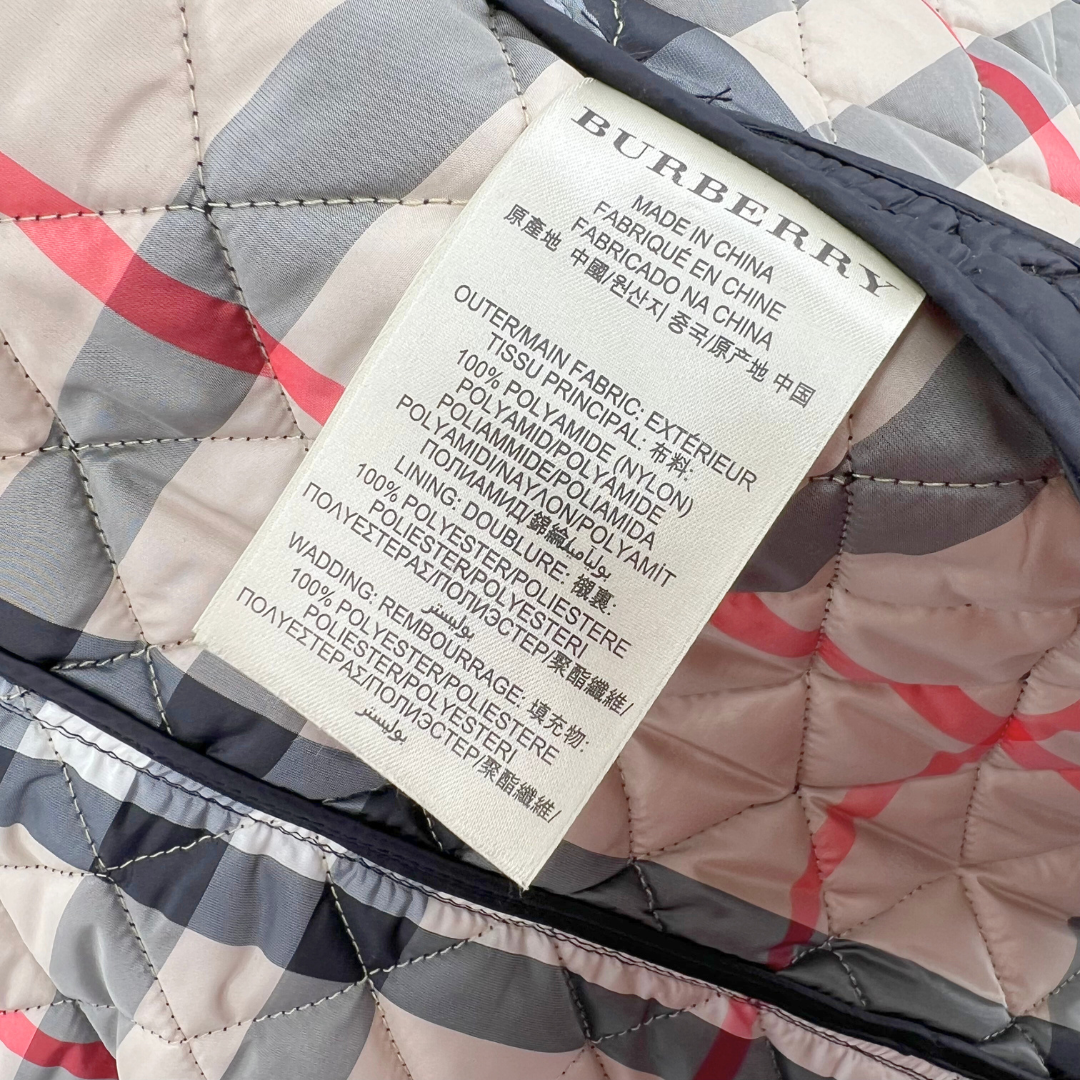 BURBERRY
MADE IN CHINA
FABRIQUÉ EN CHINE
FABRICADO NA CHINA
原產地 中國/원산지 중국/原产地 中国
OUTER/MAIN FABRIC: EXTÉRIEUR
TISSU PRINCIPAL: 布料:
100% POLYAMIDE (NYLON)
POLYAMID/POLYAMIDE
POLIAMMIDE/POLIAMIDA
POLYAMID/ΝΑΥΛΟΝ/POLYAMİT
ПОЛИАМИД/錦綸/بوليامید
LINING: DOUBLURE: 襯裏:
100% POLYESTER/POLIESTERE
POLIESTER/POLYESTERI
ΠΟΛΥΕΣΤΕΡΑΣ/ПОЛИЭСТЕР/聚酯纖維/
بوليستر
WADDING: REMBOURRAGE: 填充物:
100% POLYESTER/POLIESTERE
POLIESTER/POLYESTERI
ΠΟΛΥΕΣΤΕΡΑΣ/ПОЛИЭСТЕР/聚酯纖維/
بوليستر